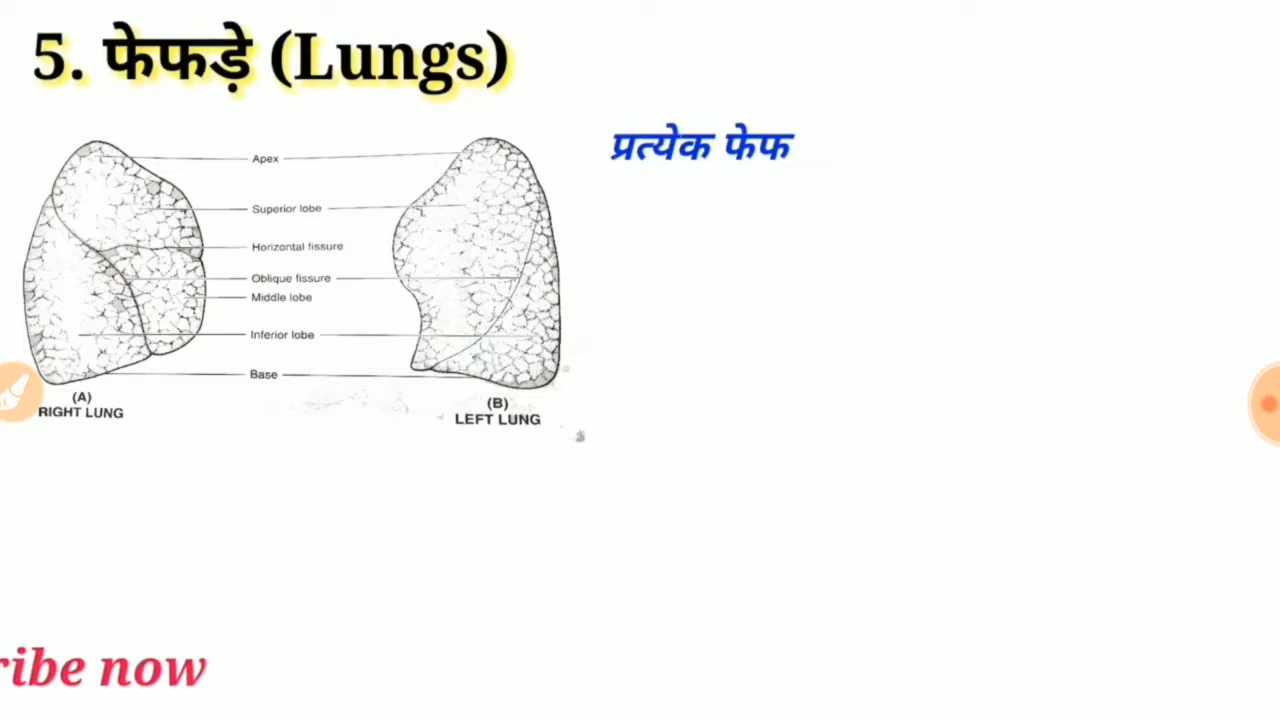 5. फेफड़े (Lungs)
प्रत्येक फेफ
Apex
Superior lobe
Horizontal fissure
Oblique fissure
Middle lobe
Inferior lobe
Base
(A)
RIGHT LUNG
(B)
LEFT LUNG
ribe now